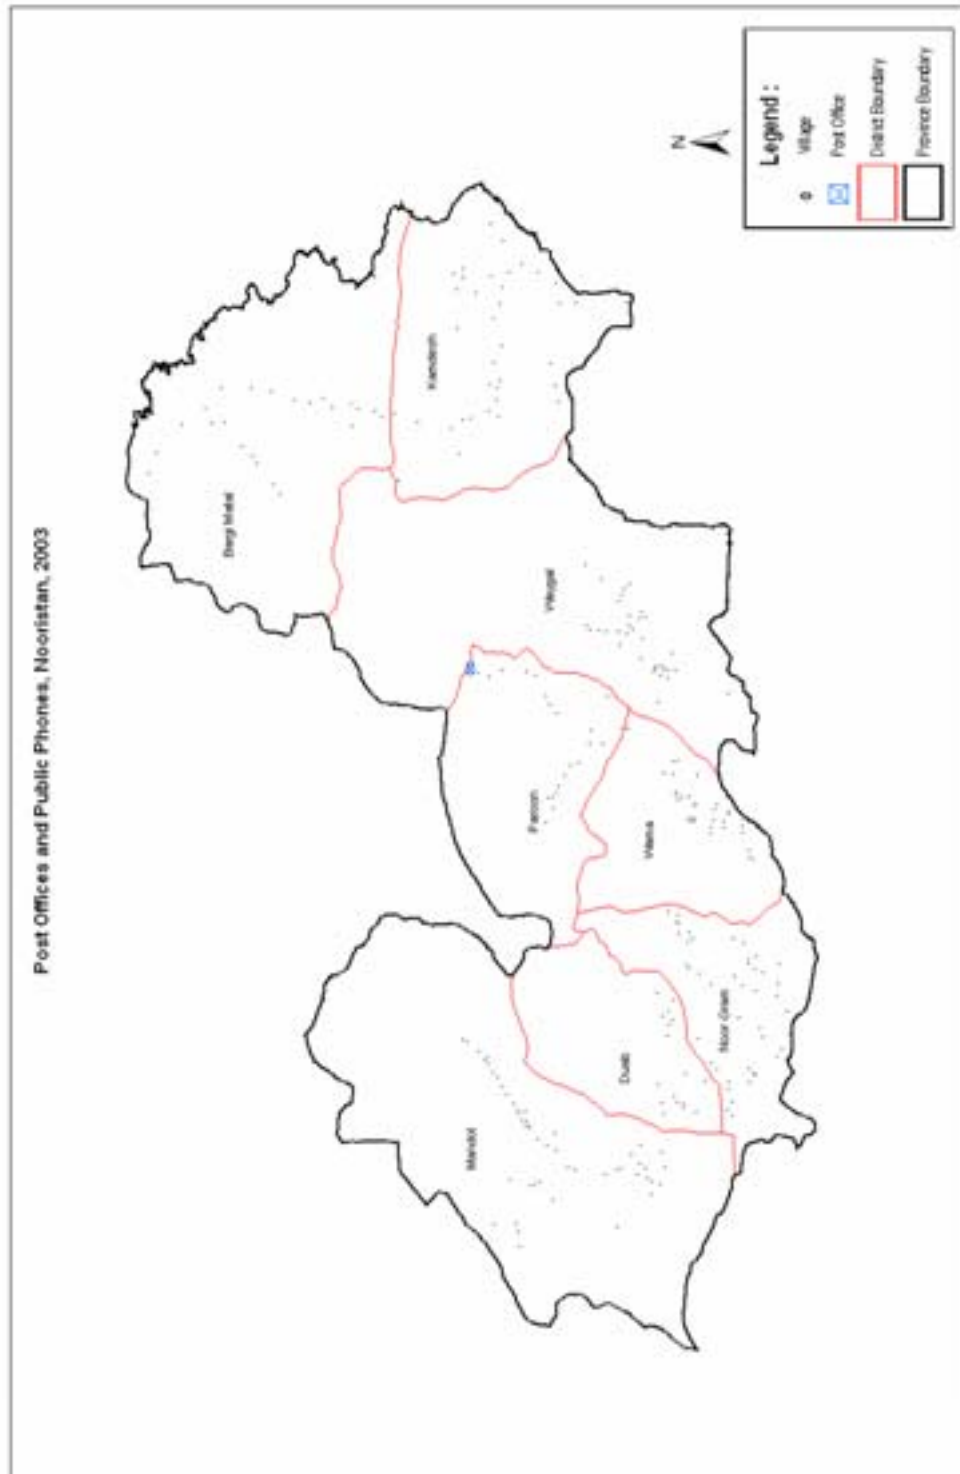 Post Offices and Public Phones, Nooristan, 2003
N
Legend :
Village
Post Office
District Boundary
Province Boundary
Bargi Matal
Kamdesh
Waygal
Paroon
Wama
Mandol
Duab
Noor Gram